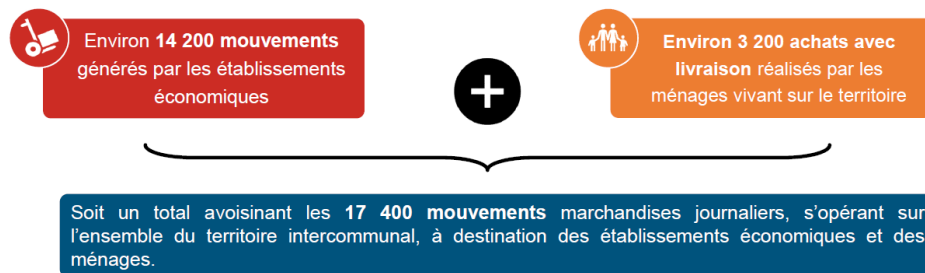 Environ 14 200 mouvements
générés par les établissements
économiques
Environ 3 200 achats avec
livraison réalisés par les
ménages vivant sur le territoire
Soit un total avoisinant les 17 400 mouvements marchandises journaliers, s’opérant sur
l’ensemble du territoire intercommunal, à destination des établissements économiques et des
ménages.